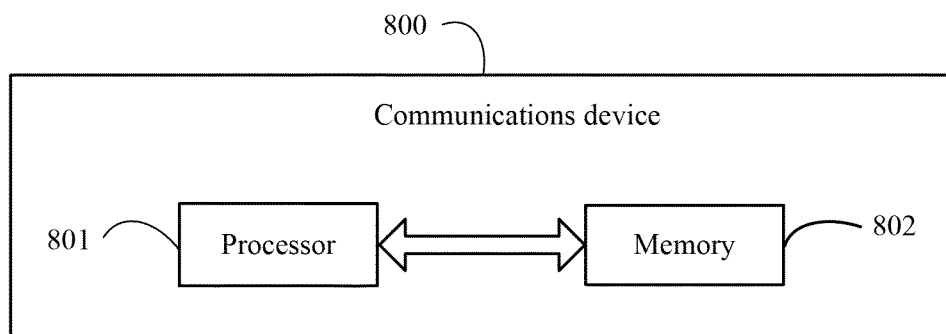 800
Communications device
801
Processor
Memory
802